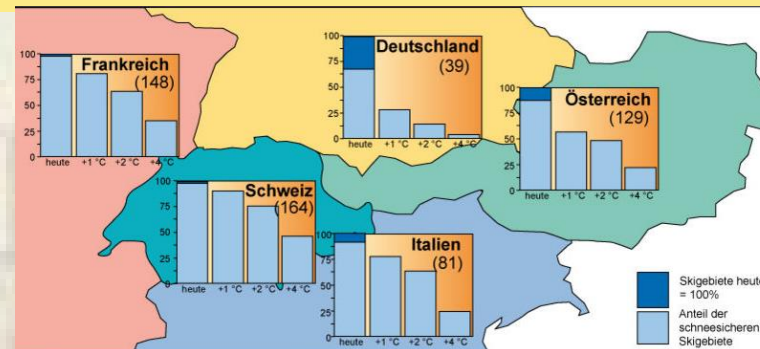 Frankreich
(148)
100
75
50
25
0
heute +1 °C +2 °C +4 °C
Deutschland
(39)
100
75
50
25
0
heute +1 °C +2 °C +4 °C
Österreich
(129)
100
75
50
25
0
heute +1 °C +2 °C +4 °C
Schweiz
(164)
100
75
50
25
0
heute +1 °C +2 °C +4 °C
Italien
(81)
100
75
50
25
0
heute +1 °C +2 °C +4 °C
Skigebiete heute
= 100%
Anteil der
schneesicheren
Skigebiete